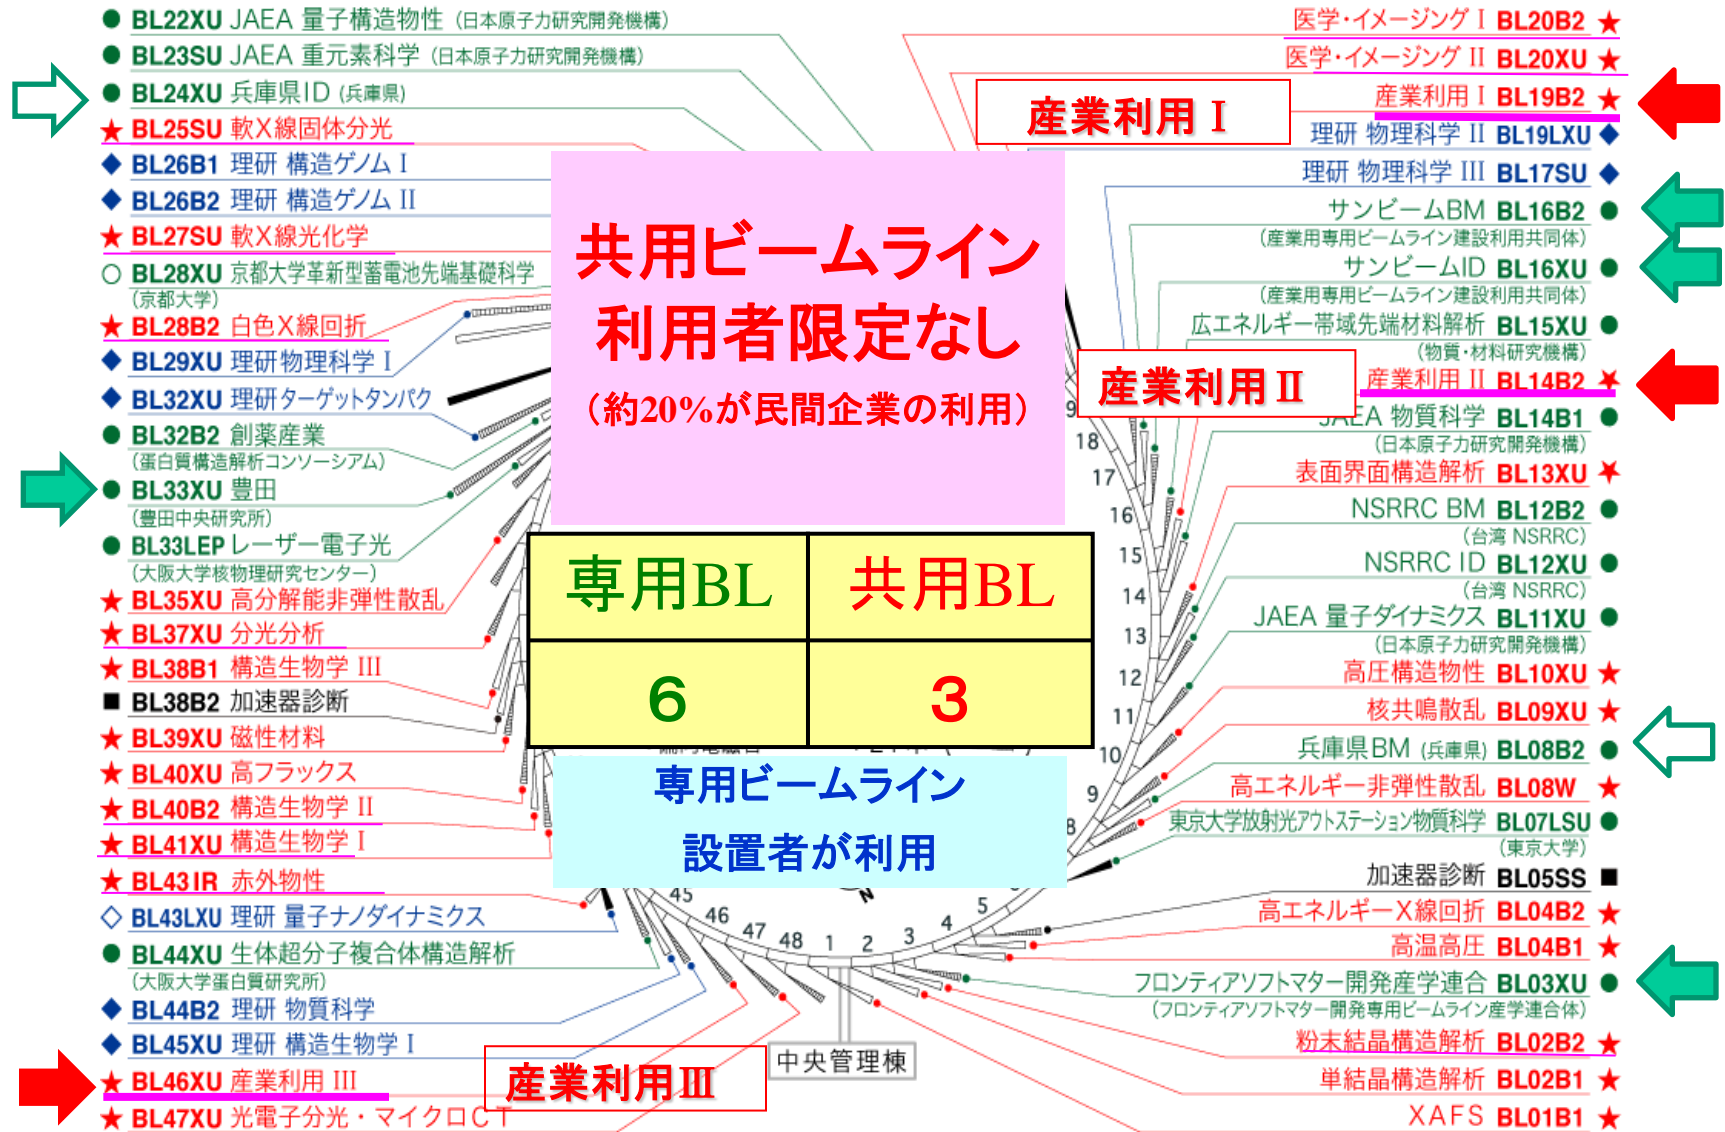 BL22XU JAEA 量子構造物性 (日本原子力研究開発機構)
BL23SU JAEA 重元素科学 (日本原子力研究開発機構)
BL24XU 兵庫県ID (兵庫県)
BL25SU 軟X線固体分光
BL26B1 理研 構造ゲノム I
BL26B2 理研 構造ゲノム II
BL27SU 軟X線光化学
BL28XU 京都大学革新型蓄電池先端基礎科学
(京都大学)
BL28B2 白色X線回折
BL29XU 理研物理科学 I
BL32XU 理研ターゲットタンパク
BL32B2 創薬産業
(蛋白質構造解析コンソーシアム)
BL33XU 豊田
(豊田中央研究所)
BL33LEP レーザー電子光
(大阪大学核物理研究センター)
BL35XU 高分解能非弾性散乱
BL37XU 分光分析
BL38B1 構造生物学 III
BL38B2 加速器診断
BL39XU 磁性材料
BL40XU 高フラックス
BL40B2 構造生物学 II
BL41XU 構造生物学 I
BL43IR 赤外物性
BL43LXU 理研 量子ナノダイナミクス
BL44XU 生体超分子複合体構造解析
(大阪大学蛋白質研究所)
BL44B2 理研 物質科学
BL45XU 理研 構造生物学 I
BL46XU 産業利用 III
BL47XU 光電子分光・マイクロCT
産業利用Ⅰ
共用ビームライン
利用者限定なし
（約20%が民間企業の利用）
産業利用Ⅱ
専用BL 共用BL
6 3
専用ビームライン
設置者が利用
産業利用Ⅲ
中央管理棟
N
18
17
16
15
14
13
12
11
10
9
8
5
4
3
2
1
48
47
46
45
医学・イメージング I BL20B2
医学・イメージング II BL20XU
産業利用 I BL19B2
理研 物理科学 II BL19LXU
理研 物理科学 III BL17SU
サンビームBM BL16B2
(産業用専用ビームライン建設利用共同体)
サンビームID BL16XU
(産業用専用ビームライン建設利用共同体)
広エネルギー帯域先端材料解析 BL15XU
(物質・材料研究機構)
産業利用 II BL14B2
JAEA 物質科学 BL14B1
(日本原子力研究開発機構)
表面界面構造解析 BL13XU
NSRRC BM BL12B2
(台湾 NSRRC)
NSRRC ID BL12XU
(台湾 NSRRC)
JAEA 量子ダイナミクス BL11XU
(日本原子力研究開発機構)
高圧構造物性 BL10XU
核共鳴散乱 BL09XU
兵庫県BM (兵庫県) BL08B2
高エネルギー非弾性散乱 BL08W
東京大学放射光アウトステーション物質科学 BL07LSU
(東京大学)
加速器診断 BL05SS
高エネルギーX線回折 BL04B2
高温高圧 BL04B1
フロンティアソフトマター開発産学連合 BL03XU
(フロンティアソフトマター開発専用ビームライン産学連合体)
粉末結晶構造解析 BL02B2
単結晶構造解析 BL02B1
XAFS BL01B1